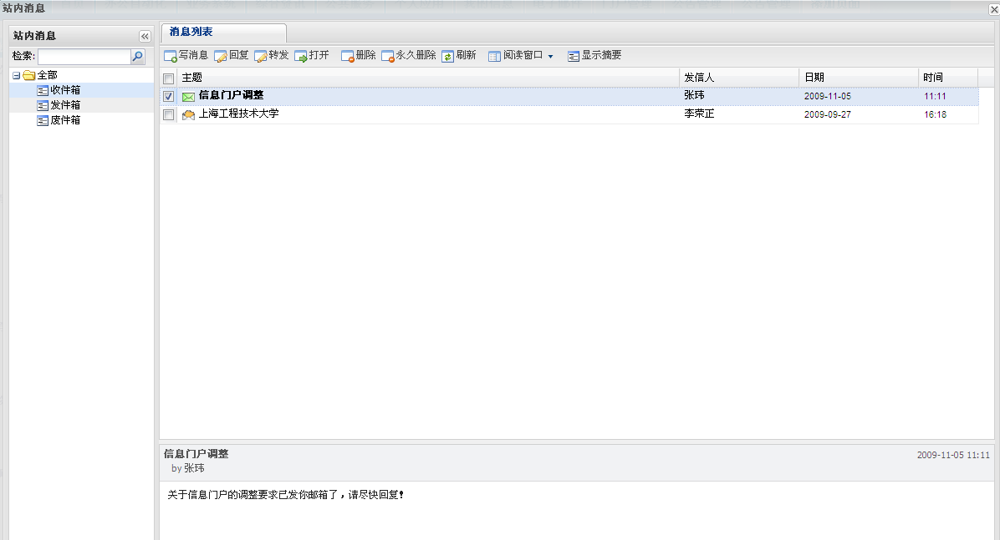 站内消息
站内消息
检索:
全部
收件箱
发件箱
废件箱
消息列表
写消息 回复 转发 打开 删除 永久删除 刷新 阅读窗口 显示摘要
主题 发信人 日期 时间
信息门户调整 张玮 2009-11-05 11:11
上海工程技术大学 李荣正 2009-09-27 16:18
信息门户调整 2009-11-05 11:11
by 张玮
关于信息门户的调整要求已发你邮箱了，请尽快回复！